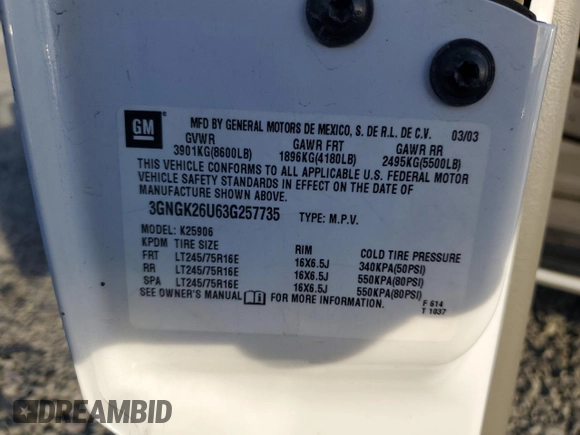 GM
MFD BY GENERAL MOTORS DE MEXICO, S. DE R.L. DE C.V. 03/03
GVWR GAWR FRT GAWR RR
3901KG(8600LB) 1896KG(4180LB) 2495KG(5500LB)
THIS VEHICLE CONFORMS TO ALL APPLICABLE U.S. FEDERAL MOTOR
VEHICLE SAFETY STANDARDS IN EFFECT ON THE DATE OF
MANUFACTURE SHOWN ABOVE.
3GNGK26U63G257735 TYPE: M.P.V.
MODEL: K25906
KPDM TIRE SIZE RIM COLD TIRE PRESSURE
FRT LT245/75R16E 16X6.5J 340KPA(50PSI)
RR LT245/75R16E 16X6.5J 550KPA(80PSI)
SPA LT245/75R16E 16X6.5J 550KPA(80PSI)
SEE OWNER'S MANUAL FOR MORE INFORMATION.
F 614
T 1037
DREAMBID